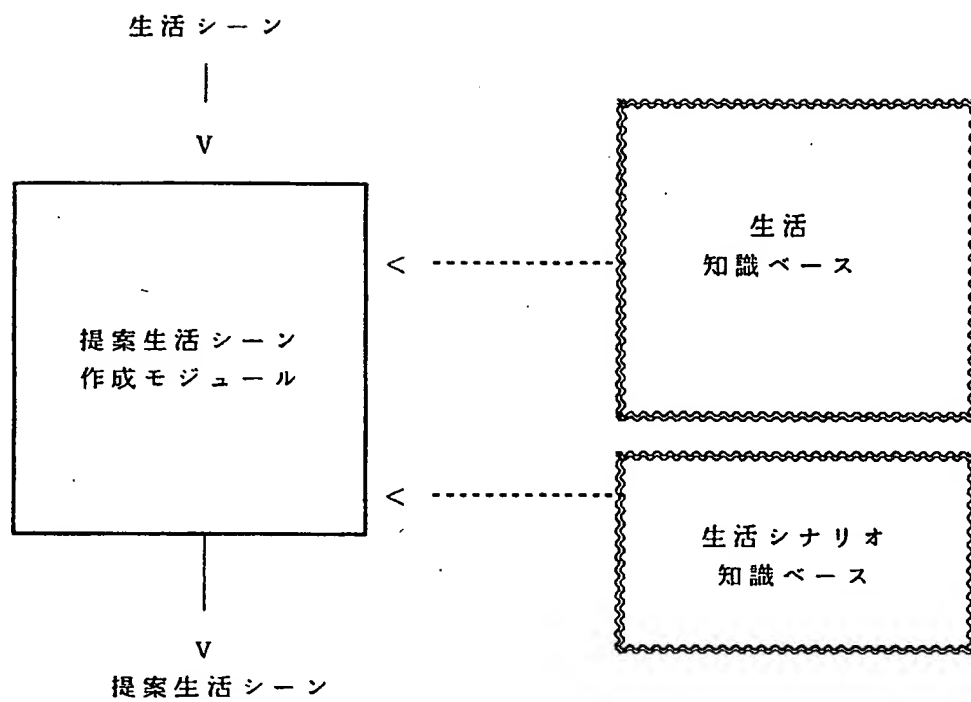 生活シーン
提案生活シーン
作成モジュール
生活
知識ベース
生活シナリオ
知識ベース
提案生活シーン